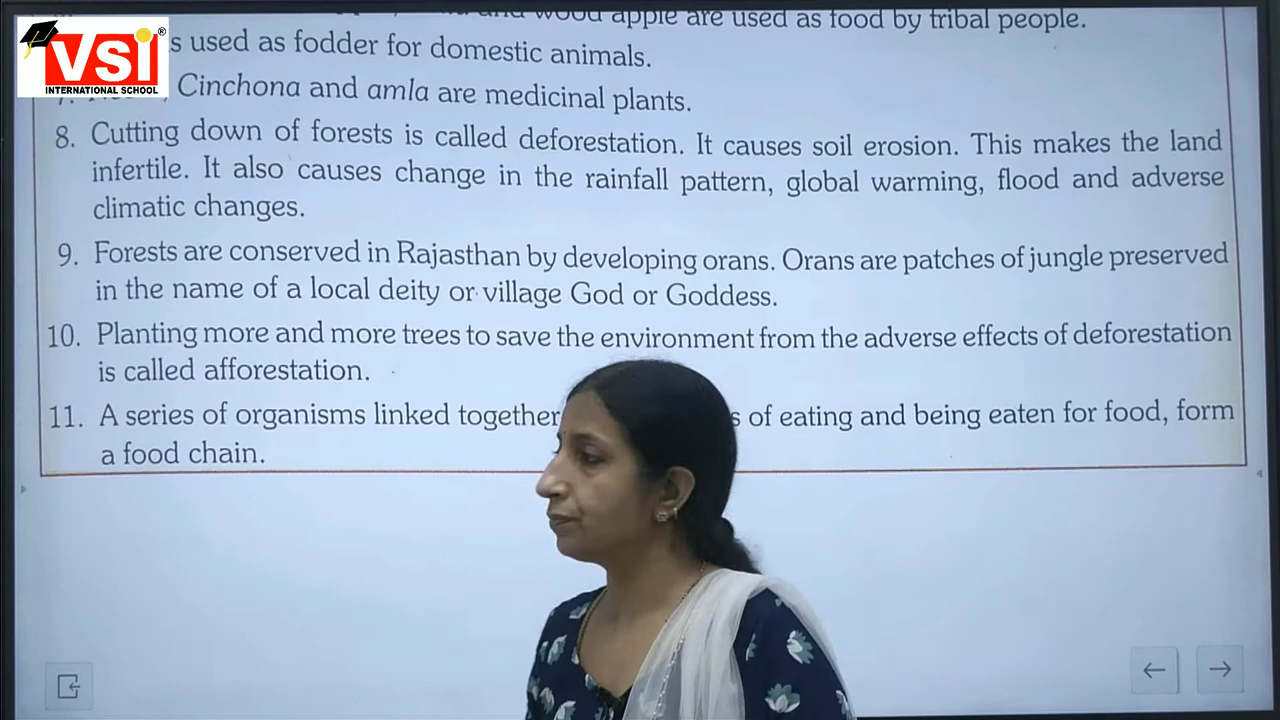 and wood apple are used as food by tribal people.
VSI ®
INTERNATIONAL SCHOOL
s used as fodder for domestic animals.
7. Cinchona and amla are medicinal plants.
8. Cutting down of forests is called deforestation. It causes soil erosion. This makes the land
infertile. It also causes change in the rainfall pattern, global warming, flood and adverse
climatic changes.
9. Forests are conserved in Rajasthan by developing orans. Orans are patches of jungle preserved
in the name of a local deity or village God or Goddess.
10. Planting more and more trees to save the environment from the adverse effects of deforestation
is called afforestation.
11. A series of organisms linked together s of eating and being eaten for food, form
a food chain.